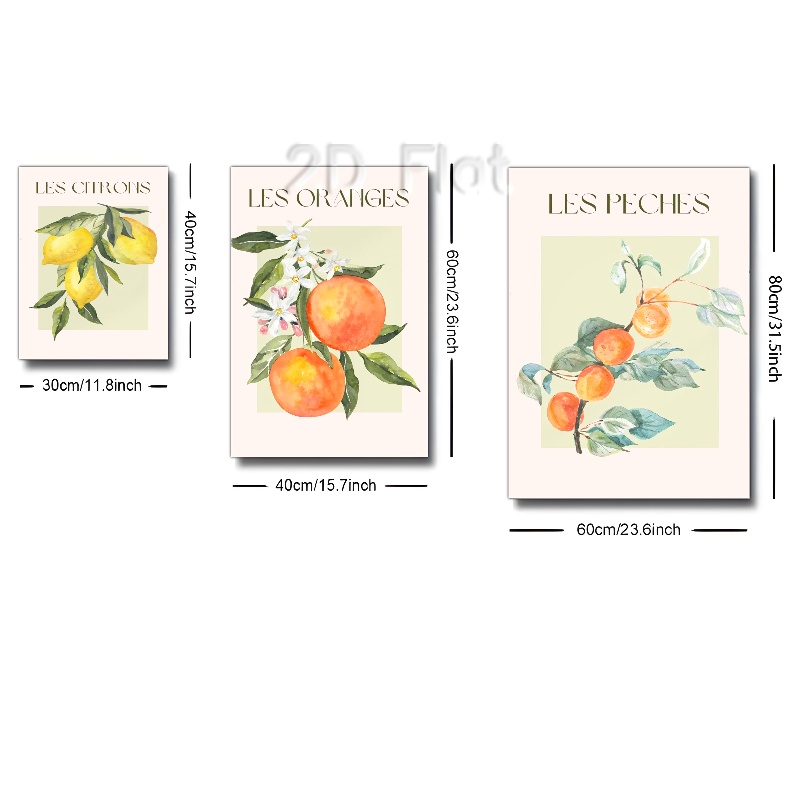 2D Flat
LES CITRONS
LES ORANGES
LES PECHES
40cm/15.7inch
60cm/23.6inch
80cm/31.5inch
30cm/11.8inch
40cm/15.7inch
60cm/23.6inch